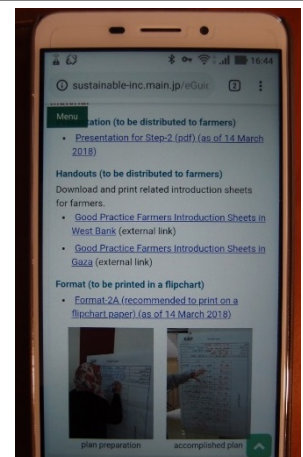 16:44
sustainable-inc.main.jp/eGuid
2
Menu
tation (to be distributed to farmers)
Presentation for Step-2 (pdf) (as of 14 March
2018)
Handouts (to be distributed to farmers)
Download and print related introduction sheets
for farmers.
Good Practice Farmers Introduction Sheets in
West Bank (external link)
Good Practice Farmers Introduction Sheets in
Gaza (external link)
Format (to be printed in a flipchart)
Format-2A (recommended to print on a
flipchart paper) (as of 14 March 2018)
plan preparation
accomplished plan